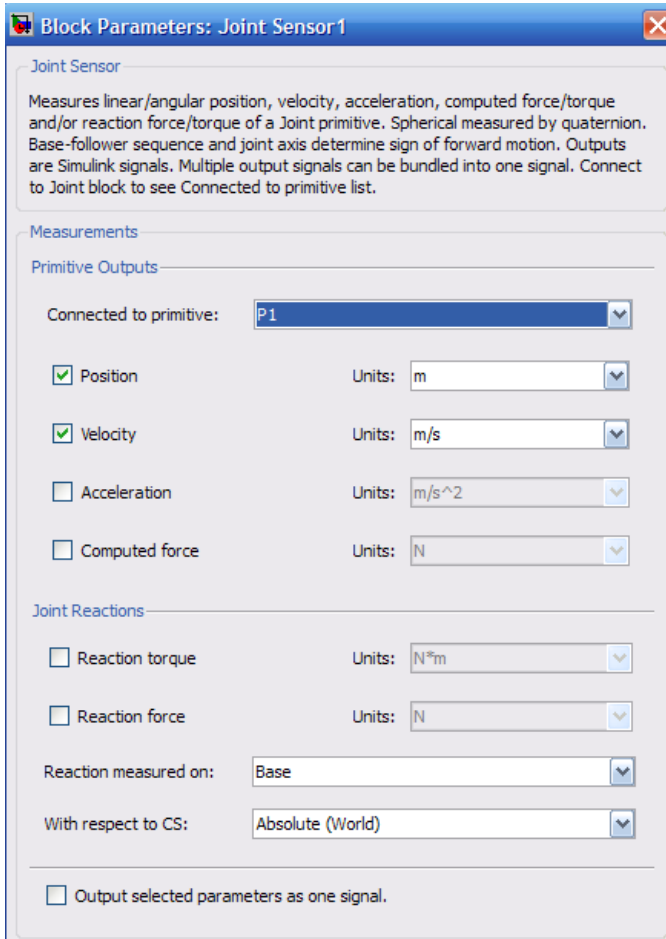 Block Parameters: Joint Sensor1
Joint Sensor
Measures linear/angular position, velocity, acceleration, computed force/torque
and/or reaction force/torque of a Joint primitive. Spherical measured by quaternion.
Base-follower sequence and joint axis determine sign of forward motion. Outputs
are Simulink signals. Multiple output signals can be bundled into one signal. Connect
to Joint block to see Connected to primitive list.
Measurements
Primitive Outputs
Connected to primitive: P1
Position Units: m
Velocity Units: m/s
Acceleration Units: m/s^2
Computed force Units: N
Joint Reactions
Reaction torque Units: N*m
Reaction force Units: N
Reaction measured on: Base
With respect to CS: Absolute (World)
Output selected parameters as one signal.